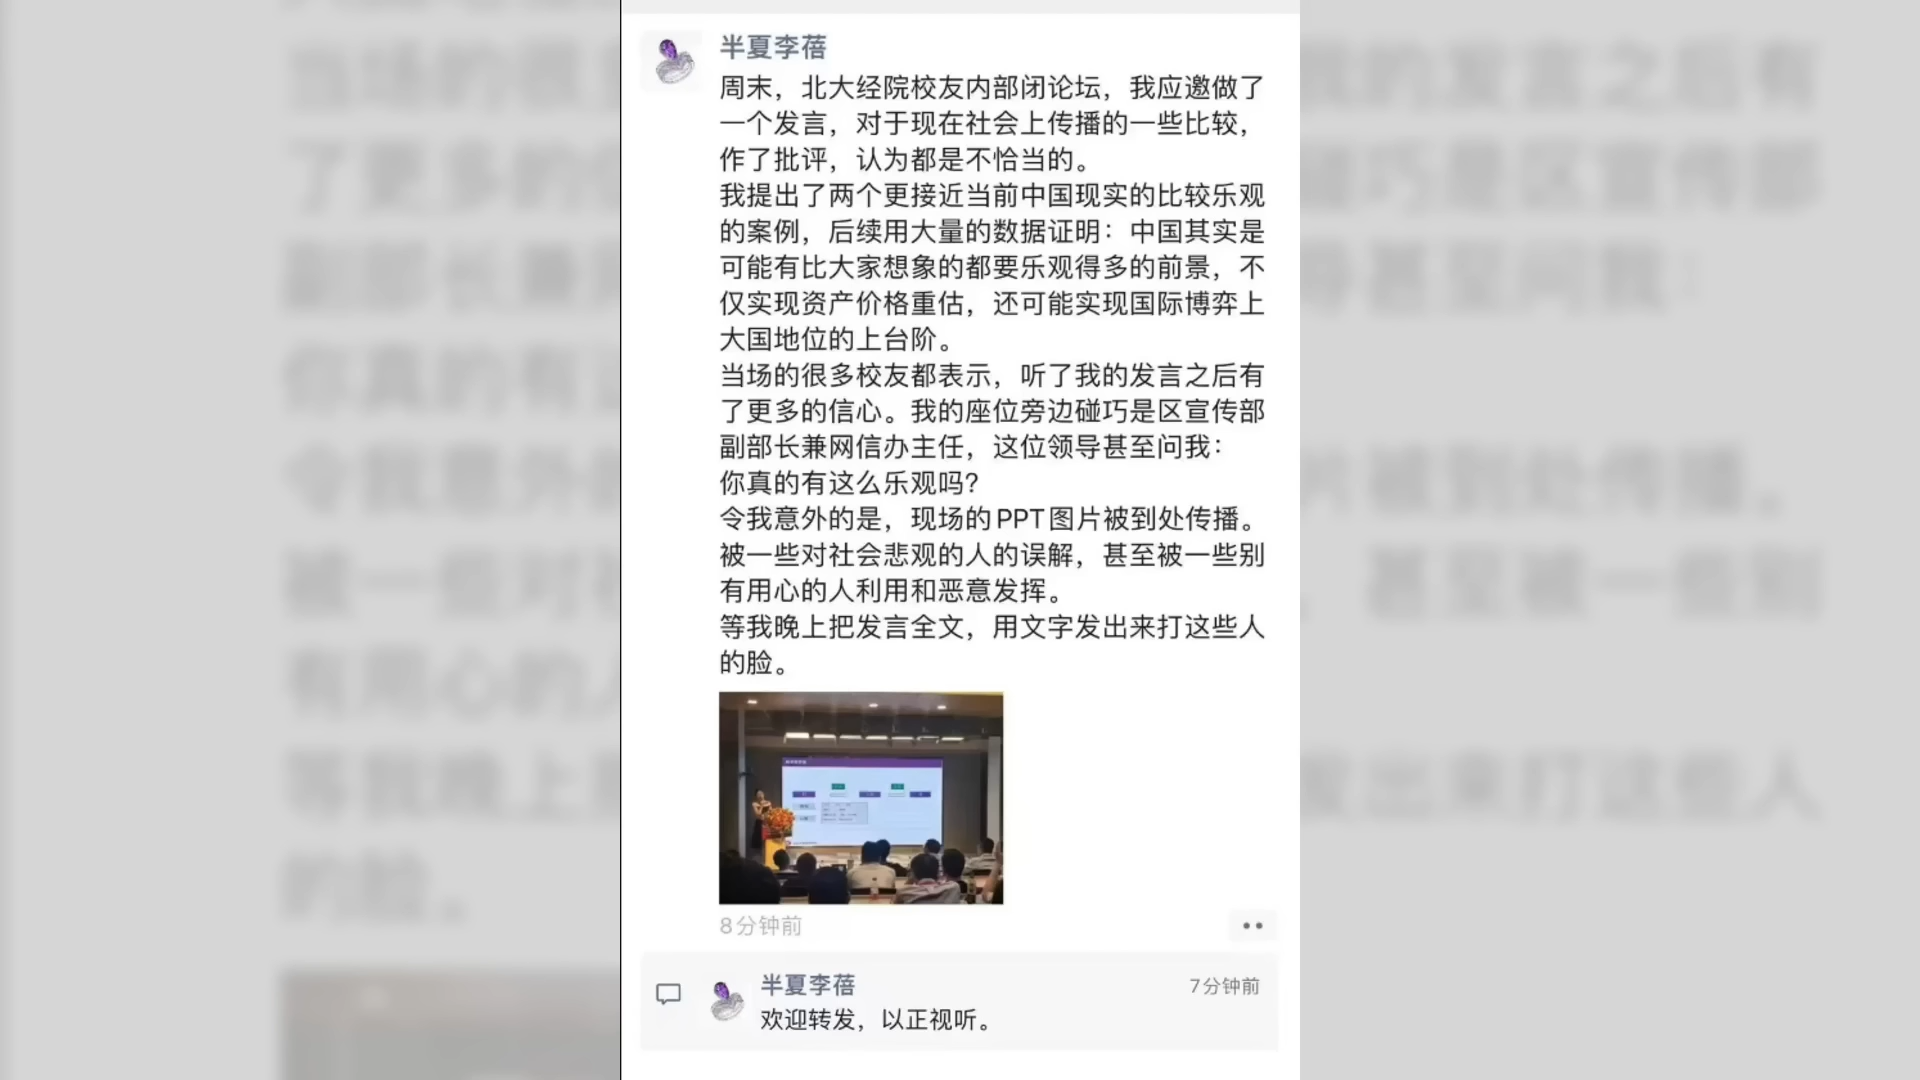 半夏李蓓
周末，北大经院校友内部闭论坛，我应邀做了
一个发言，对于现在社会上传播的一些比较，
作了批评，认为都是不恰当的。
我提出了两个更接近当前中国现实的比较乐观
的案例，后续用大量的数据证明：中国其实是
可能有比大家想象的都要乐观得多的前景，不
仅实现资产价格重估，还可能实现国际博弈上
大国地位的上台阶。
当场的很多校友都表示，听了我的发言之后有
了更多的信心。我的座位旁边碰巧是区宣传部
副部长兼网信办主任，这位领导甚至问我：
你真的有这么乐观吗？
令我意外的是，现场的PPT图片被到处传播。
被一些对社会悲观的人的误解，甚至被一些别
有用心的人利用和恶意发挥。
等我晚上把发言全文，用文字发出来打这些人
的脸。
8分钟前
半夏李蓓
7分钟前
欢迎转发，以正视听。